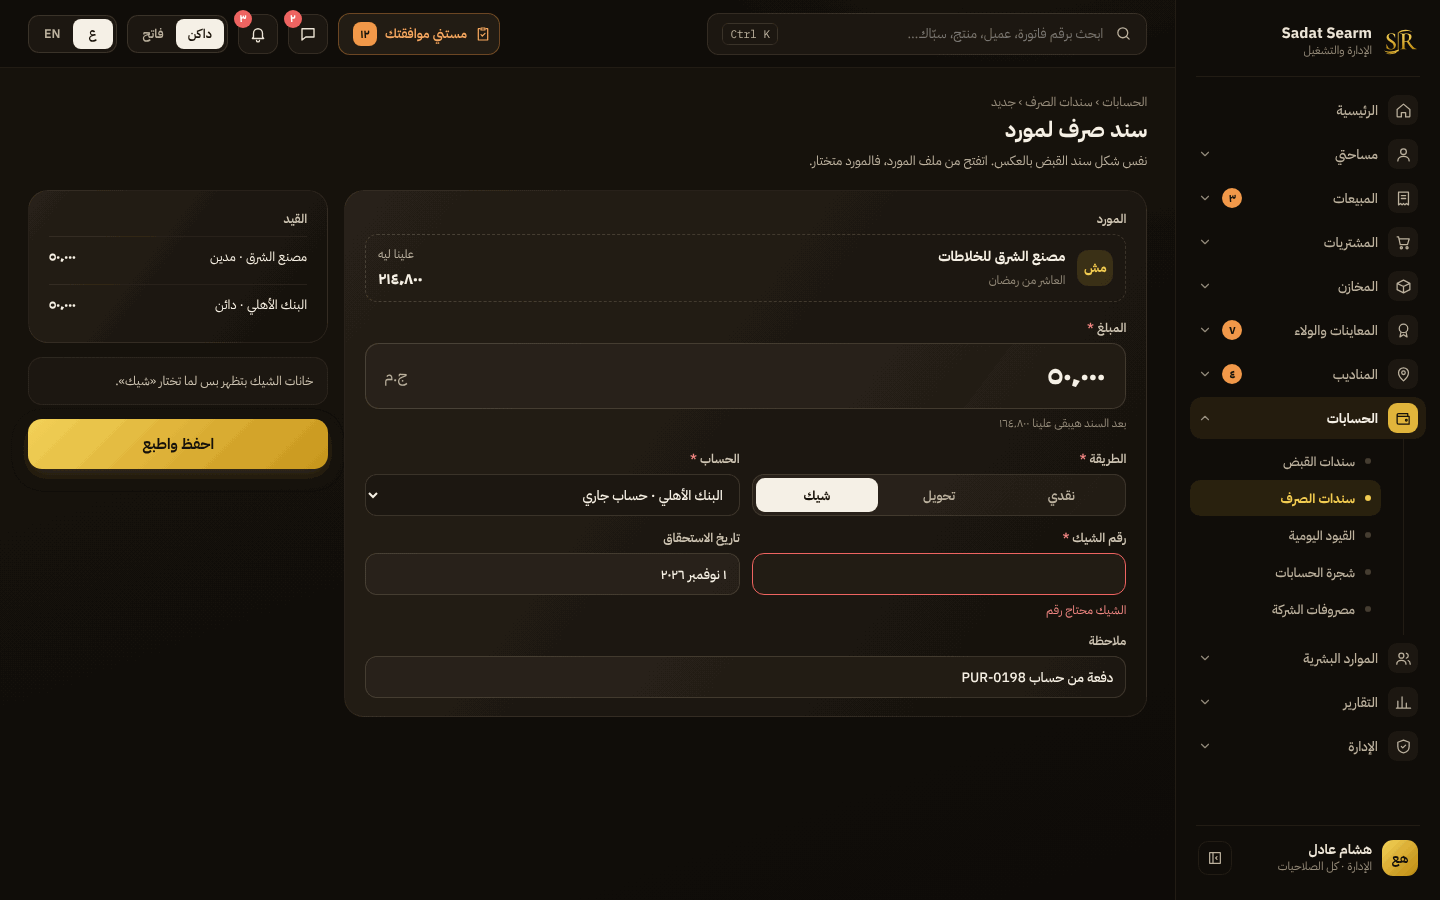 Sadat Searm
الإدارة والتشغيل
SR
الرئيسية
مساحتي
المبيعات ٣
المشتريات
المخازن
المعاينات والولاء ٧
المناديب ٤
الحسابات
سندات القبض
سندات الصرف
القيود اليومية
شجرة الحسابات
مصروفات الشركة
الموارد البشرية
التقارير
الإدارة
هع
هشام عادل
الإدارة · كل الصلاحيات
ابحث برقم فاتورة، عميل، منتج، سبّاك... Ctrl K
مستني موافقتك ١٢
٢
٣
داكن فاتح
ع EN
الحسابات › سندات الصرف › جديد
سند صرف لمورد
نفس شكل سند القبض بالعكس. اتفتح من ملف المورد، فالمورد متختار.
المورد
مش
مصنع الشرق للخلاطات
العاشر من رمضان
علينا ليه
٢١٤,٨٠٠
المبلغ *
٥٠,٠٠٠ ج.م
بعد السند هيبقى علينا ١٦٤,٨٠٠
الطريقة *
نقدي تحويل شيك
الحساب *
البنك الأهلي · حساب جاري
رقم الشيك *
الشيك محتاج رقم
تاريخ الاستحقاق
١ نوفمبر ٢٠٢٦
ملاحظة
دفعة من حساب PUR-0198
القيد
مصنع الشرق · مدين ٥٠,٠٠٠
البنك الأهلي · دائن ٥٠,٠٠٠
خانات الشيك بتظهر بس لما تختار «شيك».
احفظ واطبع